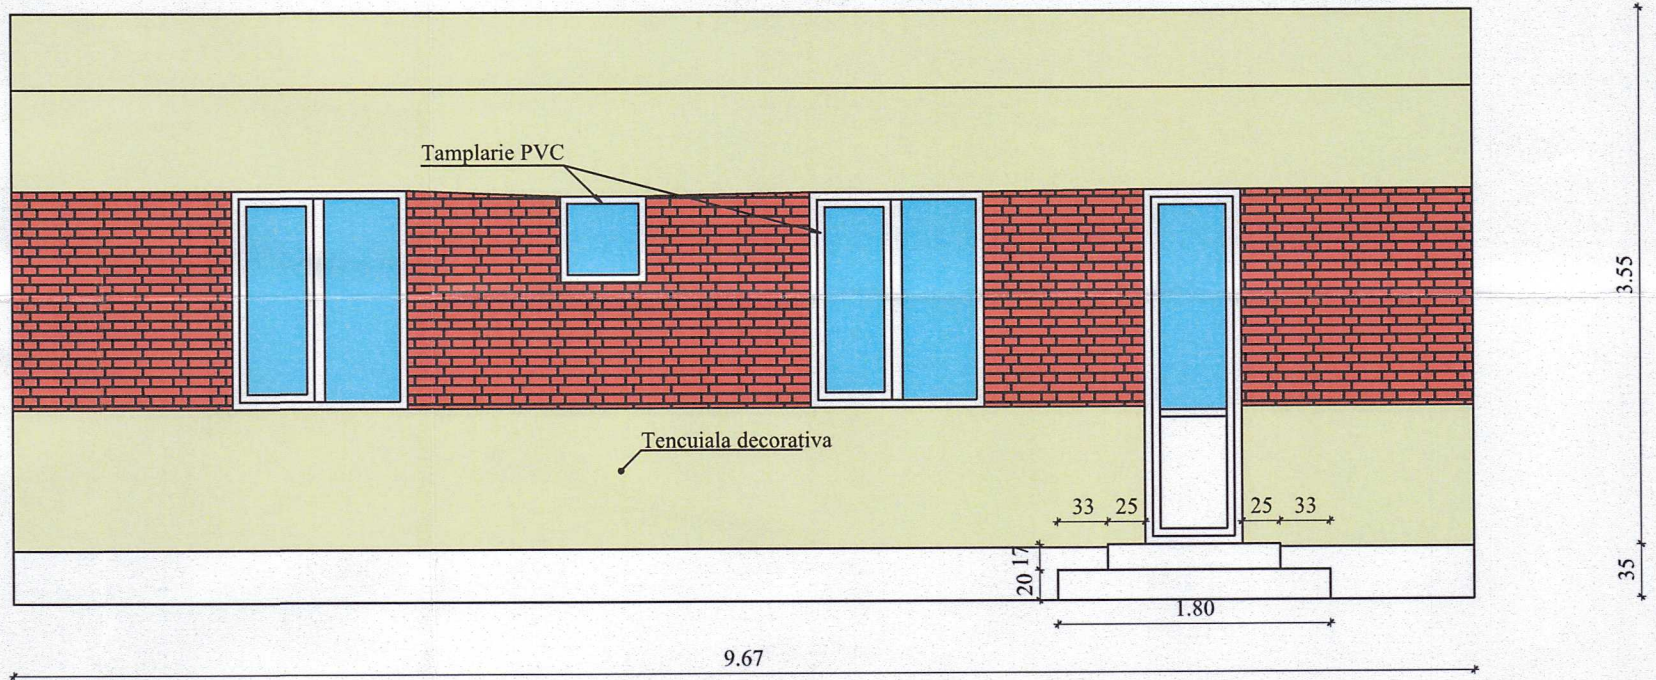 Tamplarie PVC
3.55
Tencuiala decorativa
33 25 25 33
17
20
35
1.80
9.67